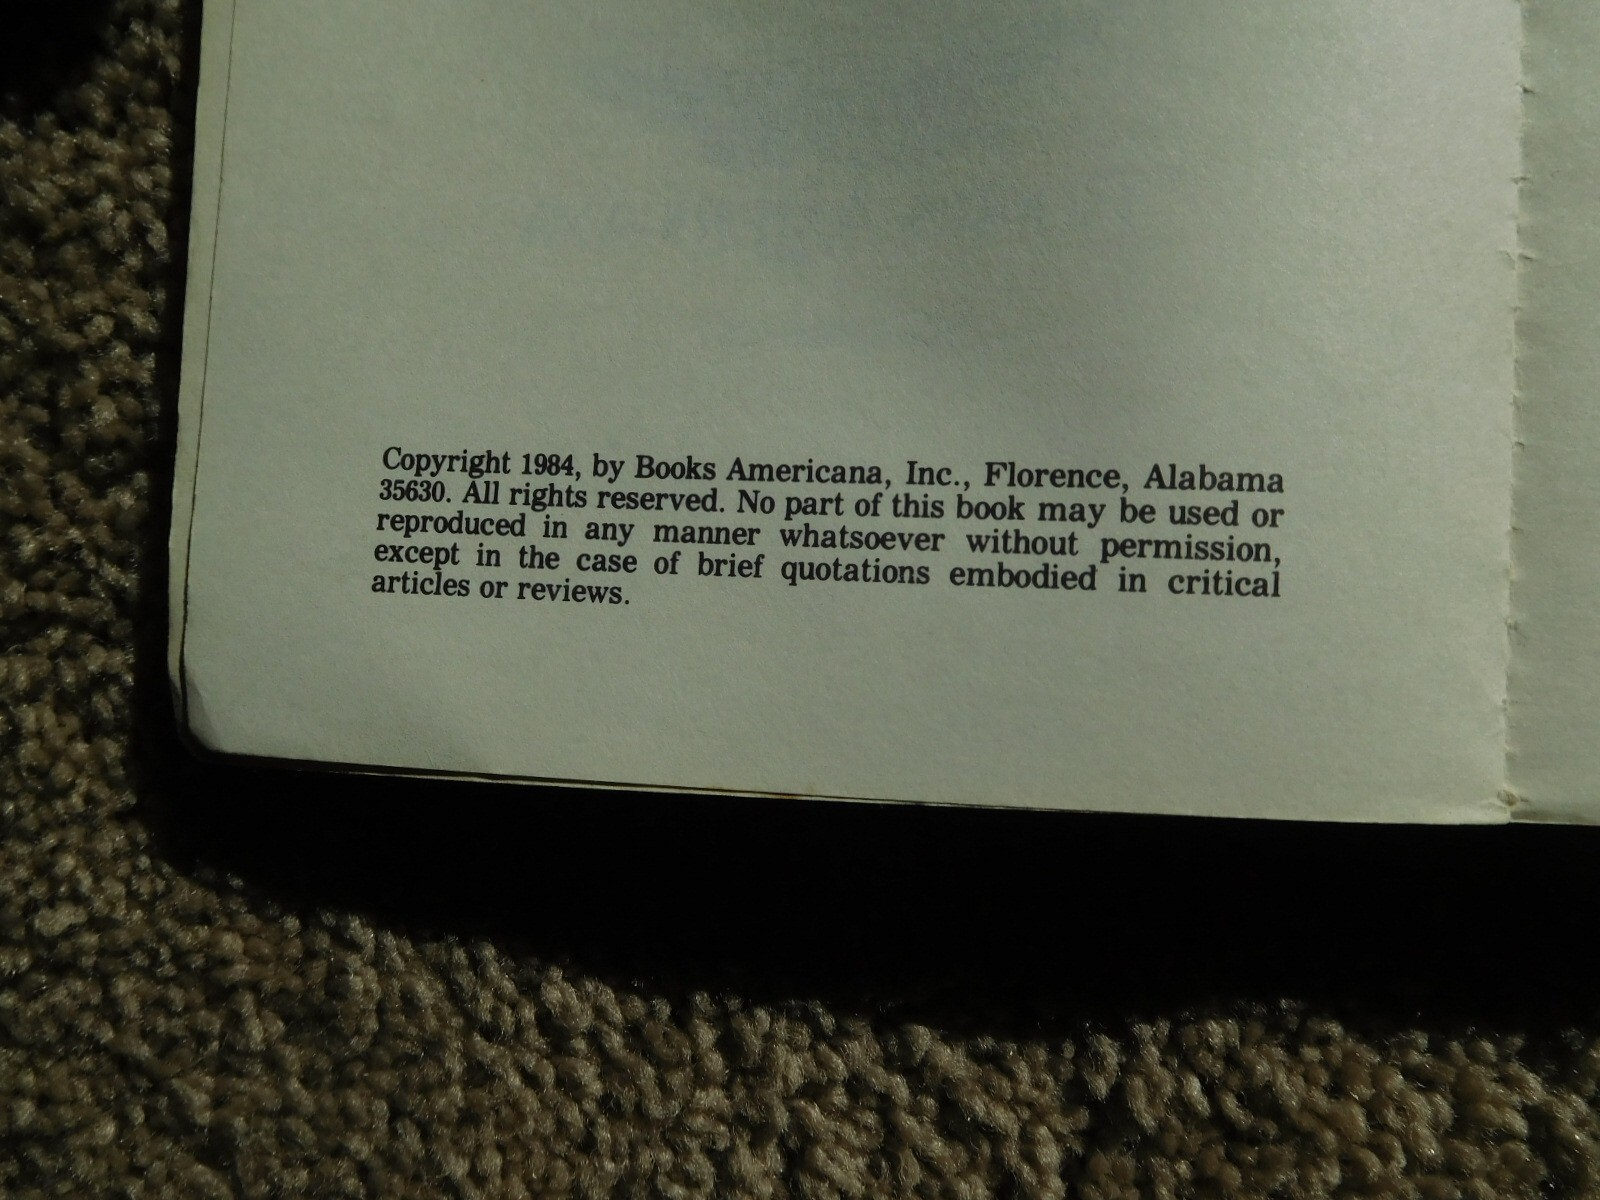 Copyright 1984, by Books Americana, Inc., Florence, Alabama
35630. All rights reserved. No part of this book may be used or
reproduced in any manner whatsoever without permission,
except in the case of brief quotations embodied in critical
articles or reviews.